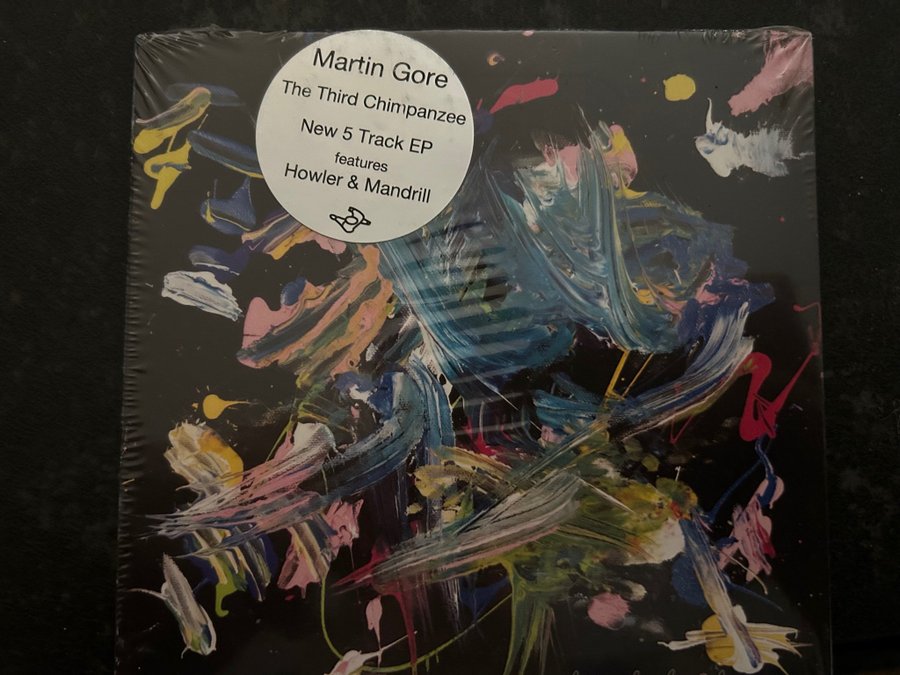 Martin Gore
The Third Chimpanzee
New 5 Track EP
features
Howler & Mandrill